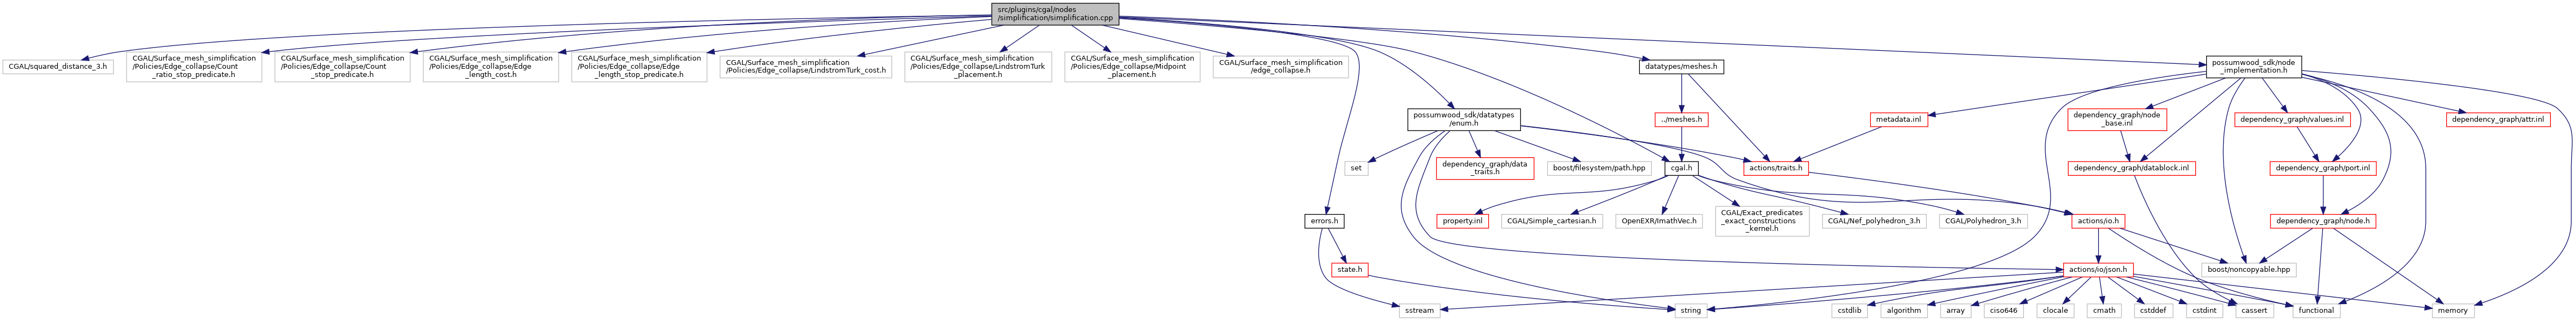 src/plugins/cgal/nodes
/simplification/simplification.cpp
CGAL/squared_distance_3.h
CGAL/Surface_mesh_simplification
/Policies/Edge_collapse/Count
_ratio_stop_predicate.h
CGAL/Surface_mesh_simplification
/Policies/Edge_collapse/Count
_stop_predicate.h
CGAL/Surface_mesh_simplification
/Policies/Edge_collapse/Edge
_length_cost.h
CGAL/Surface_mesh_simplification
/Policies/Edge_collapse/Edge
_length_stop_predicate.h
CGAL/Surface_mesh_simplification
/Policies/Edge_collapse/LindstromTurk_cost.h
CGAL/Surface_mesh_simplification
/Policies/Edge_collapse/LindstromTurk
_placement.h
CGAL/Surface_mesh_simplification
/Policies/Edge_collapse/Midpoint
_placement.h
CGAL/Surface_mesh_simplification
/edge_collapse.h
datatypes/meshes.h
possumwood_sdk/node
_implementation.h
possumwood_sdk/datatypes
/enum.h
../meshes.h
metadata.inl
dependency_graph/node
_base.inl
dependency_graph/values.inl
dependency_graph/attr.inl
set
dependency_graph/data
_traits.h
boost/filesystem/path.hpp
cgal.h
actions/traits.h
dependency_graph/datablock.inl
dependency_graph/port.inl
errors.h
property.inl
CGAL/Simple_cartesian.h
OpenEXR/ImathVec.h
CGAL/Exact_predicates
_exact_constructions
_kernel.h
CGAL/Nef_polyhedron_3.h
CGAL/Polyhedron_3.h
actions/io.h
dependency_graph/node.h
state.h
actions/io/json.h
boost/noncopyable.hpp
sstream
string
cstdlib
algorithm
array
ciso646
clocale
cmath
cstddef
cstdint
cassert
functional
memory